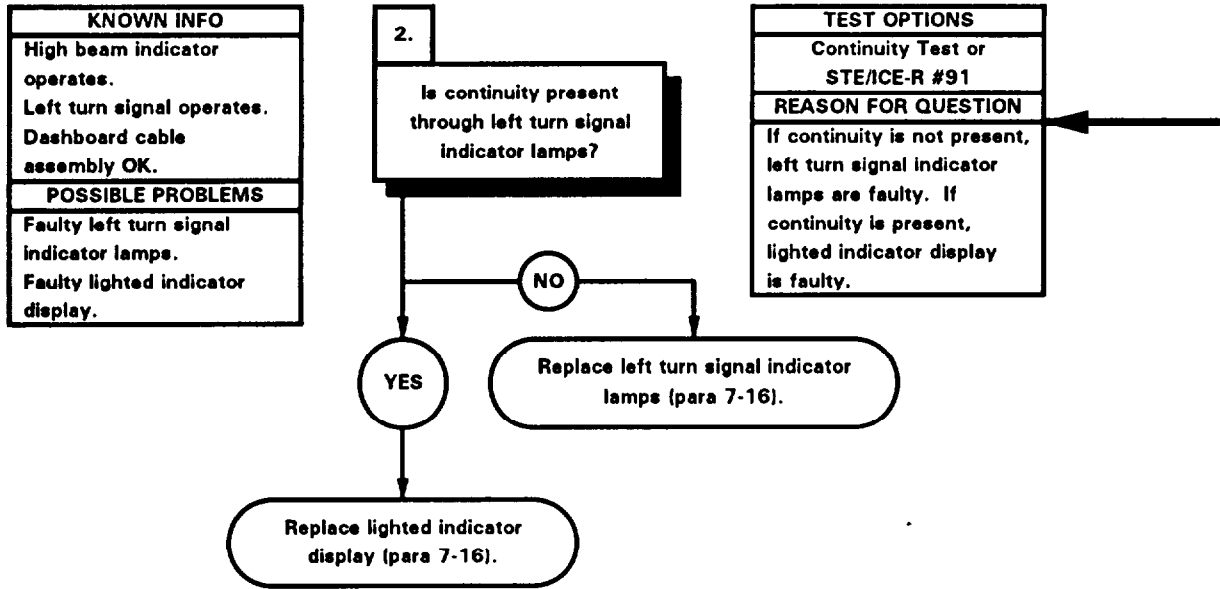 KNOWN INFO
High beam indicator
operates.
Left turn signal operates.
Dashboard cable
assembly OK.
POSSIBLE PROBLEMS
Faulty left turn signal
indicator lamps.
Faulty lighted indicator
display.
2.
Is continuity present
through left turn signal
indicator lamps?
TEST OPTIONS
Continuity Test or
STE/ICE-R #91
REASON FOR QUESTION
If continuity is not present,
left turn signal indicator
lamps are faulty. If
continuity is present,
lighted indicator display
is faulty.
NO
YES
Replace left turn signal indicator
lamps (para 7-16).
Replace lighted indicator
display (para 7-16).